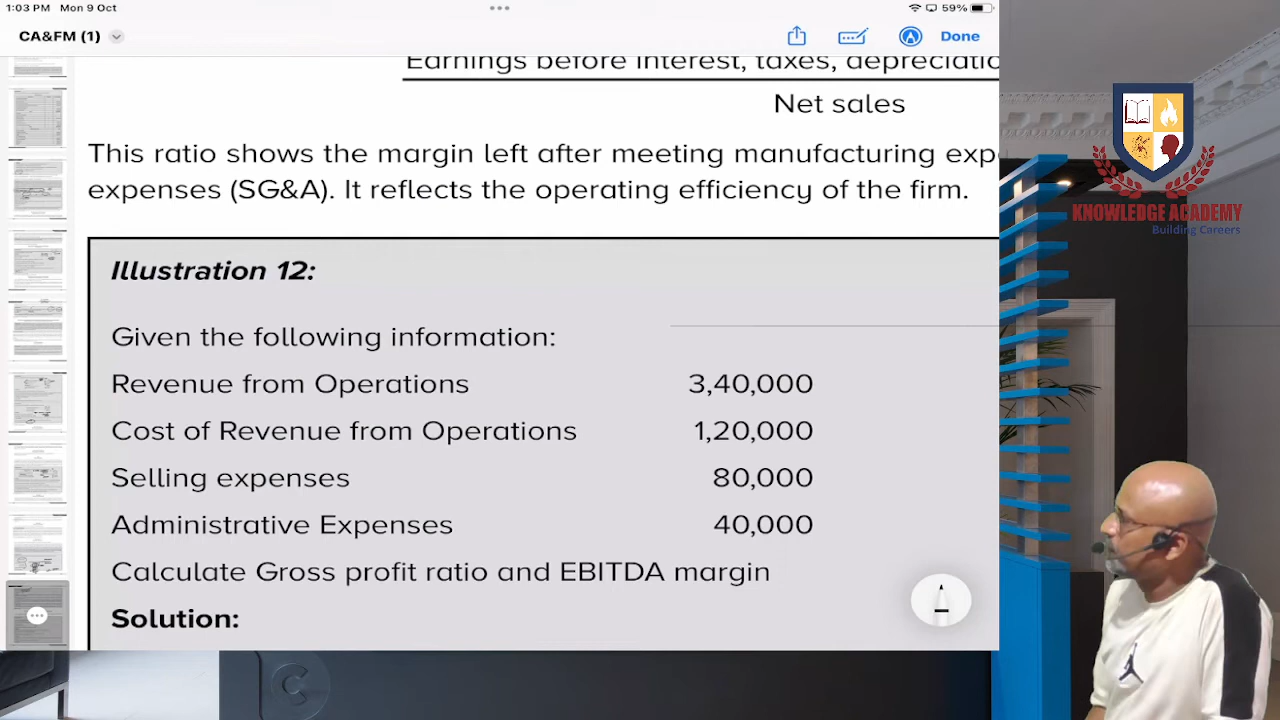 1:03 PM Mon 9 Oct
59%
CA&FM (1)
Done
Earnings before interest, taxes,
Net sales
This ratio shows the margin left after meeting manufacturing
expenses (SG&A). It reflects the operating efficiency of the firm.
Illustration 12:
Given the following information:
Revenue from Operations 3,40,000
Cost of Revenue from Operations 1,20,000
Selling expenses 80,000
Administrative Expenses 40,000
Calculate Gross profit ratio and EBITDA margin
Solution:
KNOWLEDGE ACADEMY
Building Careers